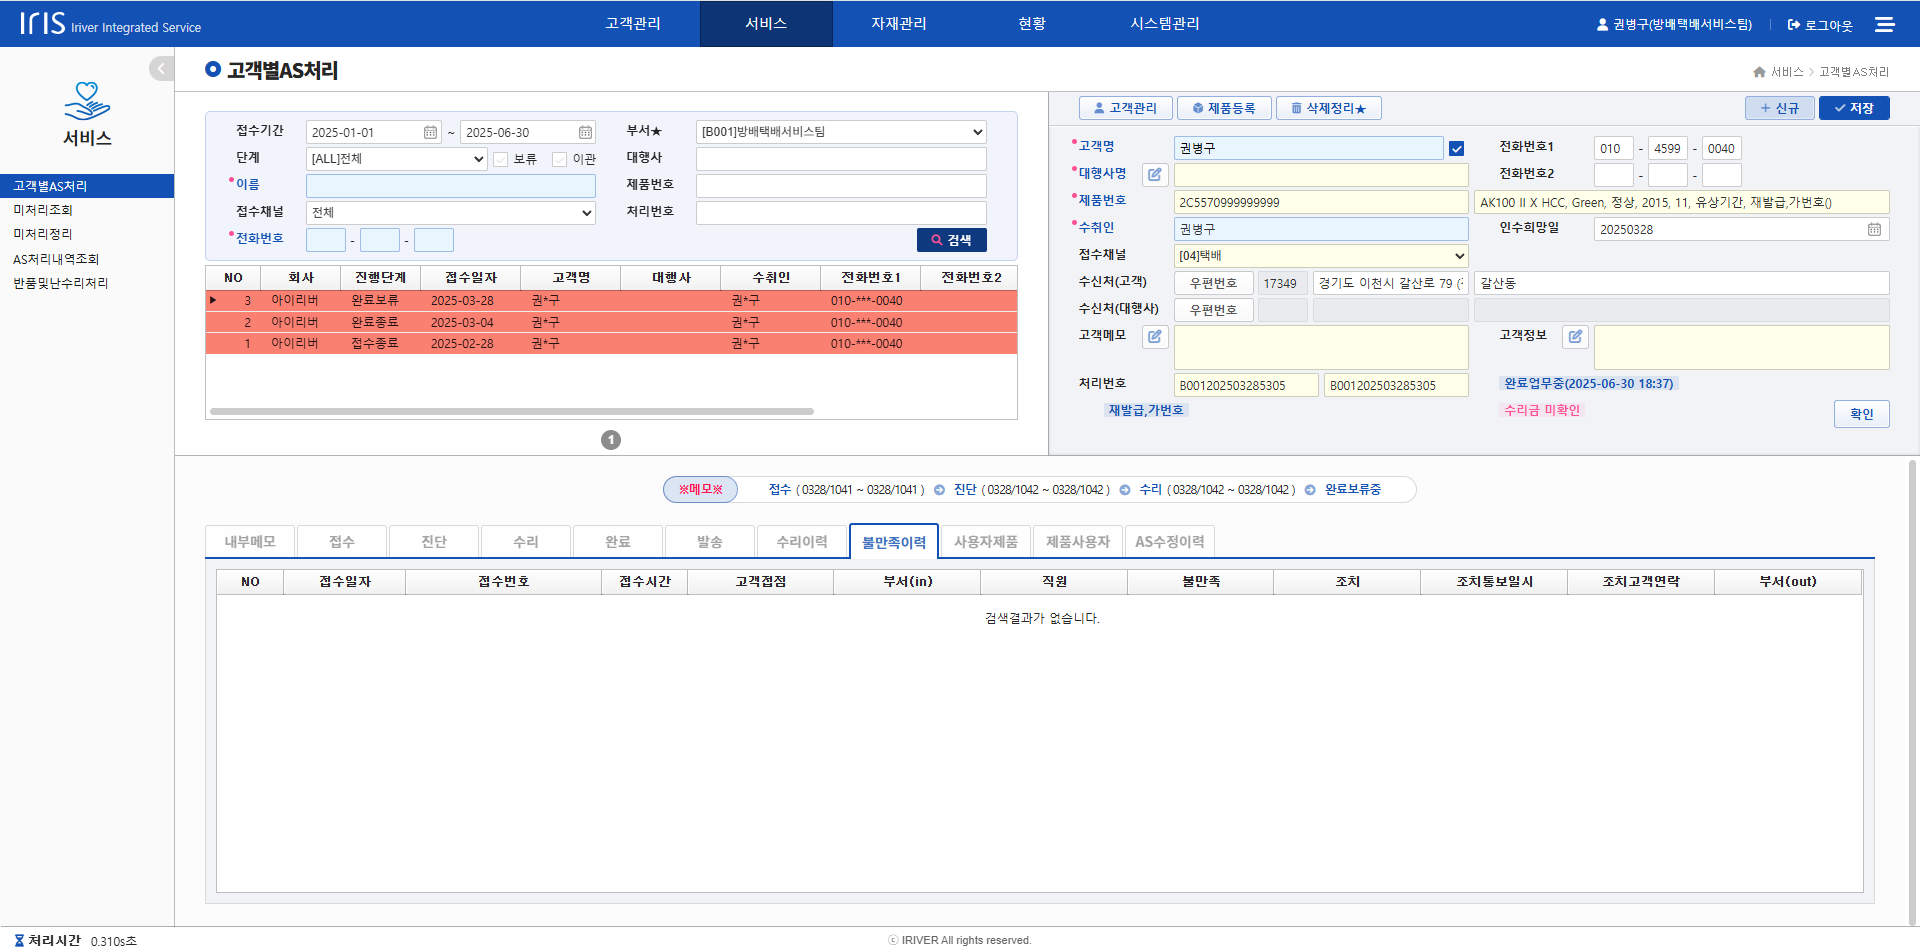 IRIS Iriver Integrated Service 고객관리 서비스 자재관리 현황 시스템관리 권병구(방배택배서비스팀) 로그아웃
서비스
고객별AS처리
미처리조회
미처리정리
AS처리내역조회
반품및난수리처리
고객별AS처리
서비스 > 고객별AS처리
접수기간 2025-01-01 ~ 2025-06-30 부서★ [B001]방배택배서비스팀
단계 [ALL]전체 보류 이관 대행사
이름 제품번호
접수채널 전체 처리번호
전화번호 - - 검색
NO 회사 진행단계 접수일자 고객명 대행사 수취인 전화번호1 전화번호2
3 아이리버 완료보류 2025-03-28 권*구 권*구 010-***-0040
2 아이리버 완료종료 2025-03-04 권*구 권*구 010-***-0040
1 아이리버 접수종료 2025-02-28 권*구 권*구 010-***-0040
1
고객관리 제품등록 삭제정리★ + 신규 저장
고객명 권병구 전화번호1 010 - 4599 - 0040
대행사명 전화번호2 - -
제품번호 2C5570999999999 AK100 II X HCC, Green, 정상, 2015, 11, 유상기간, 재발급,가번호()
수취인 권병구 인수희망일 20250328
접수채널 [04]택배
수신처(고객) 우편번호 17349 경기도 이천시 갈산로 79 ( 갈산동
수신처(대행사) 우편번호
고객메모 고객정보
처리번호 B001202503285305 B001202503285305 완료업무중(2025-06-30 18:37)
재발급,가번호 수리금 미확인 확인
※메모※ 접수 ( 0328/1041 ~ 0328/1041 ) 진단 ( 0328/1042 ~ 0328/1042 ) 수리 ( 0328/1042 ~ 0328/1042 ) 완료보류중
내부메모 접수 진단 수리 완료 발송 수리이력 불만족이력 사용자제품 제품사용자 AS수정이력
NO 접수일자 접수번호 접수시간 고객접점 부서(in) 직원 불만족 조치 조치통보일시 조치고객연락 부서(out)
검색결과가 없습니다.
처리시간 0.310s초
ⓒ IRIVER All rights reserved.